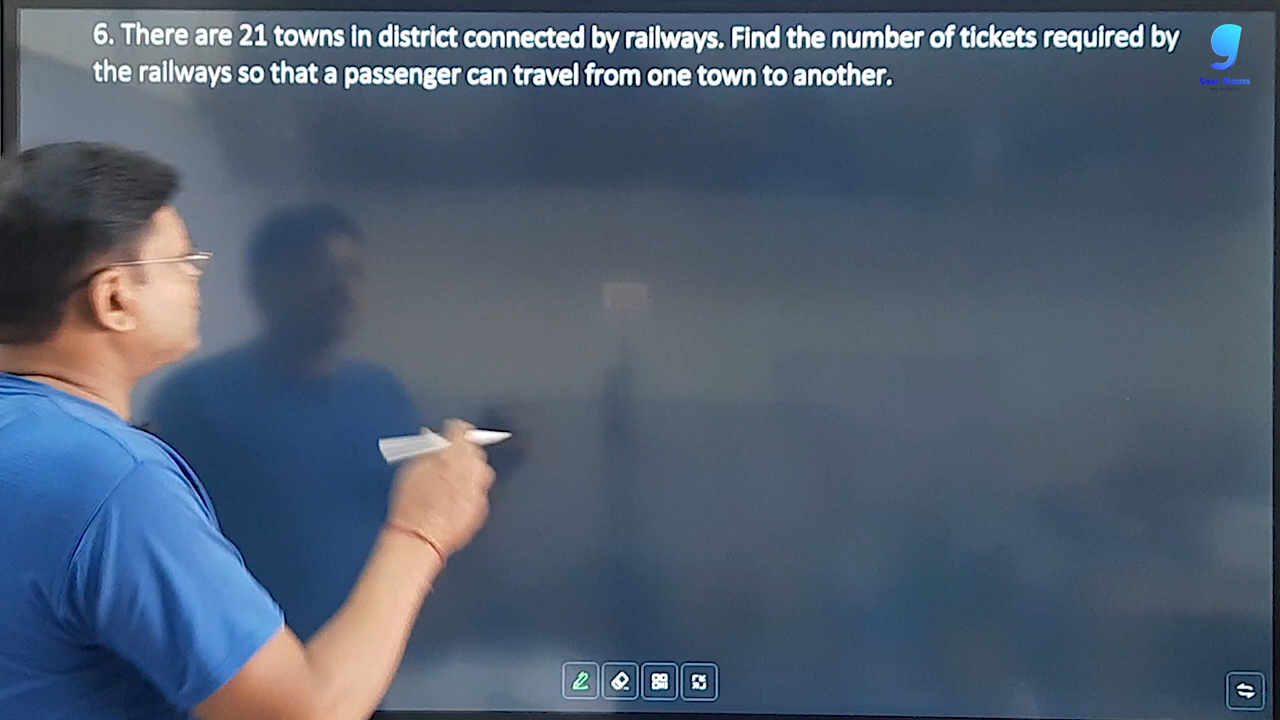 6. There are 21 towns in district connected by railways. Find the number of tickets required by
the railways so that a passenger can travel from one town to another.